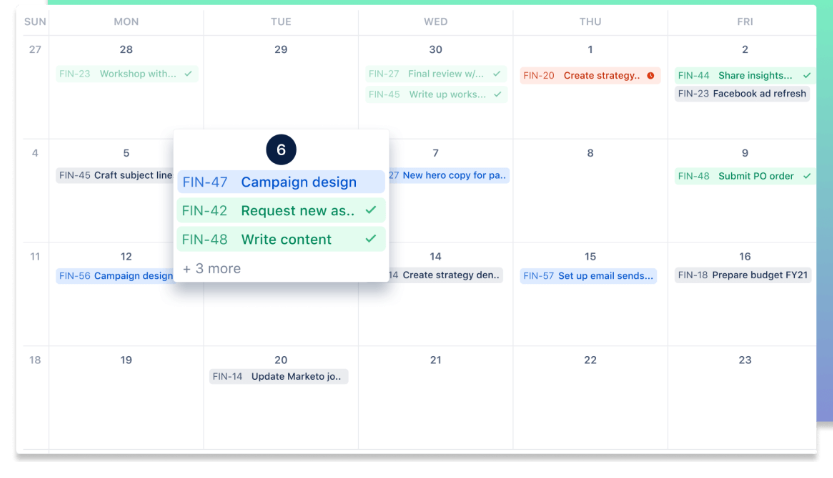 SUN MON TUE WED THU FRI
27 28 29 30 1 2
FIN-23 Workshop with...
FIN-27 Final review w/...
FIN-20 Create strategy..
FIN-44 Share insights...
FIN-45 Write up works...
FIN-23 Facebook ad refresh
4 5 6 7 8 9
FIN-45 Craft subject line
FIN-47 Campaign design
FIN-42 Request new as..
FIN-48 Write content
+ 3 more
27 New hero copy for pa..
FIN-48 Submit PO order
11 12 14 15 16
FIN-56 Campaign design
14 Create strategy den..
FIN-57 Set up email sends...
FIN-18 Prepare budget FY21
18 19 20 21 22 23
FIN-14 Update Marketo jo..